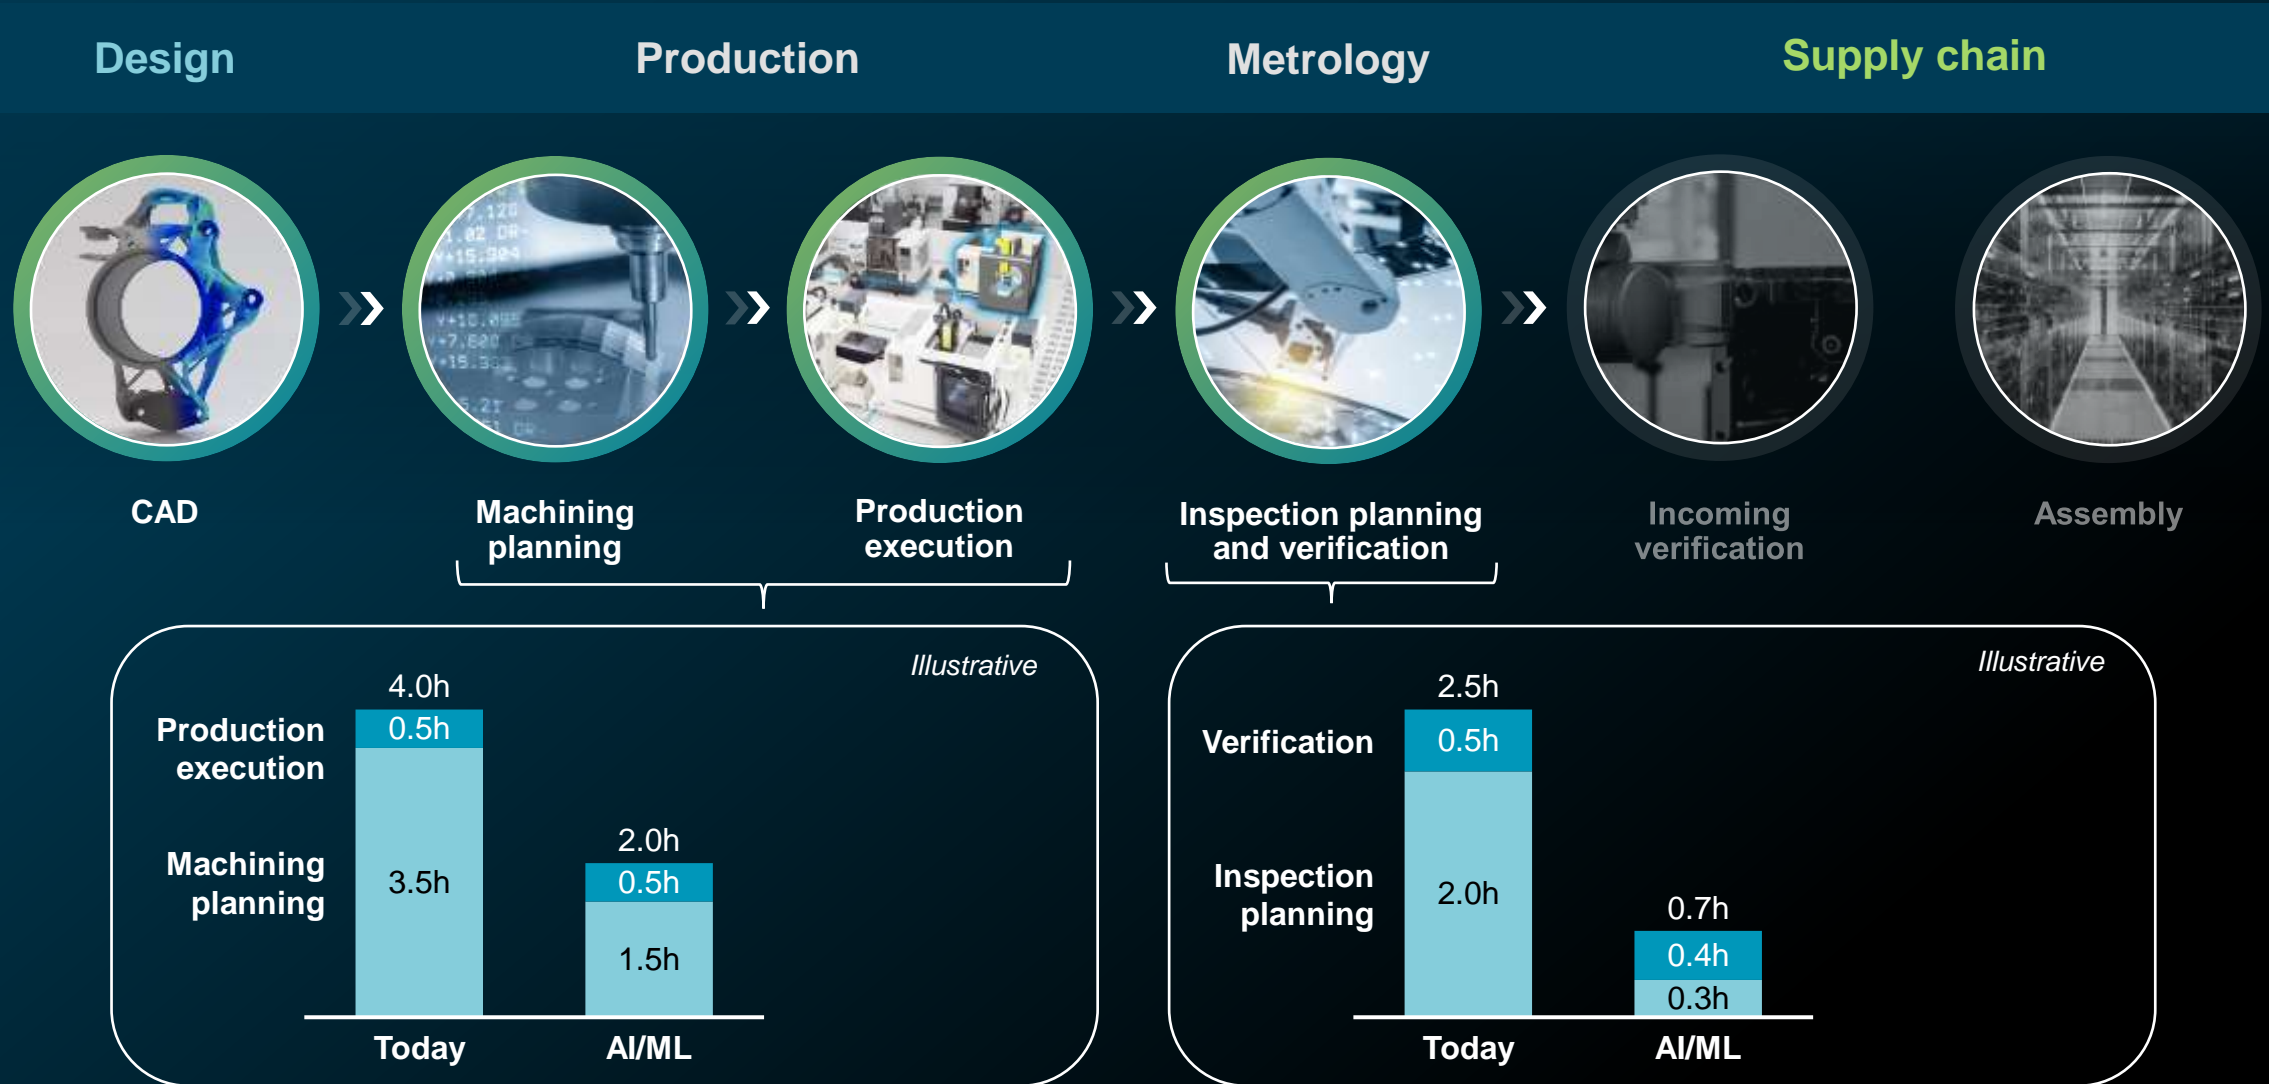 Design
Production
Metrology
Supply chain
CAD
Machining
planning
Production
execution
Inspection planning
and verification
Incoming
verification
Assembly
Illustrative
4.0h
Production
execution
0.5h
Machining
planning
3.5h
2.0h
0.5h
1.5h
Today
AI/ML
Illustrative
2.5h
Verification
0.5h
Inspection
planning
2.0h
0.7h
0.4h
0.3h
Today
AI/ML